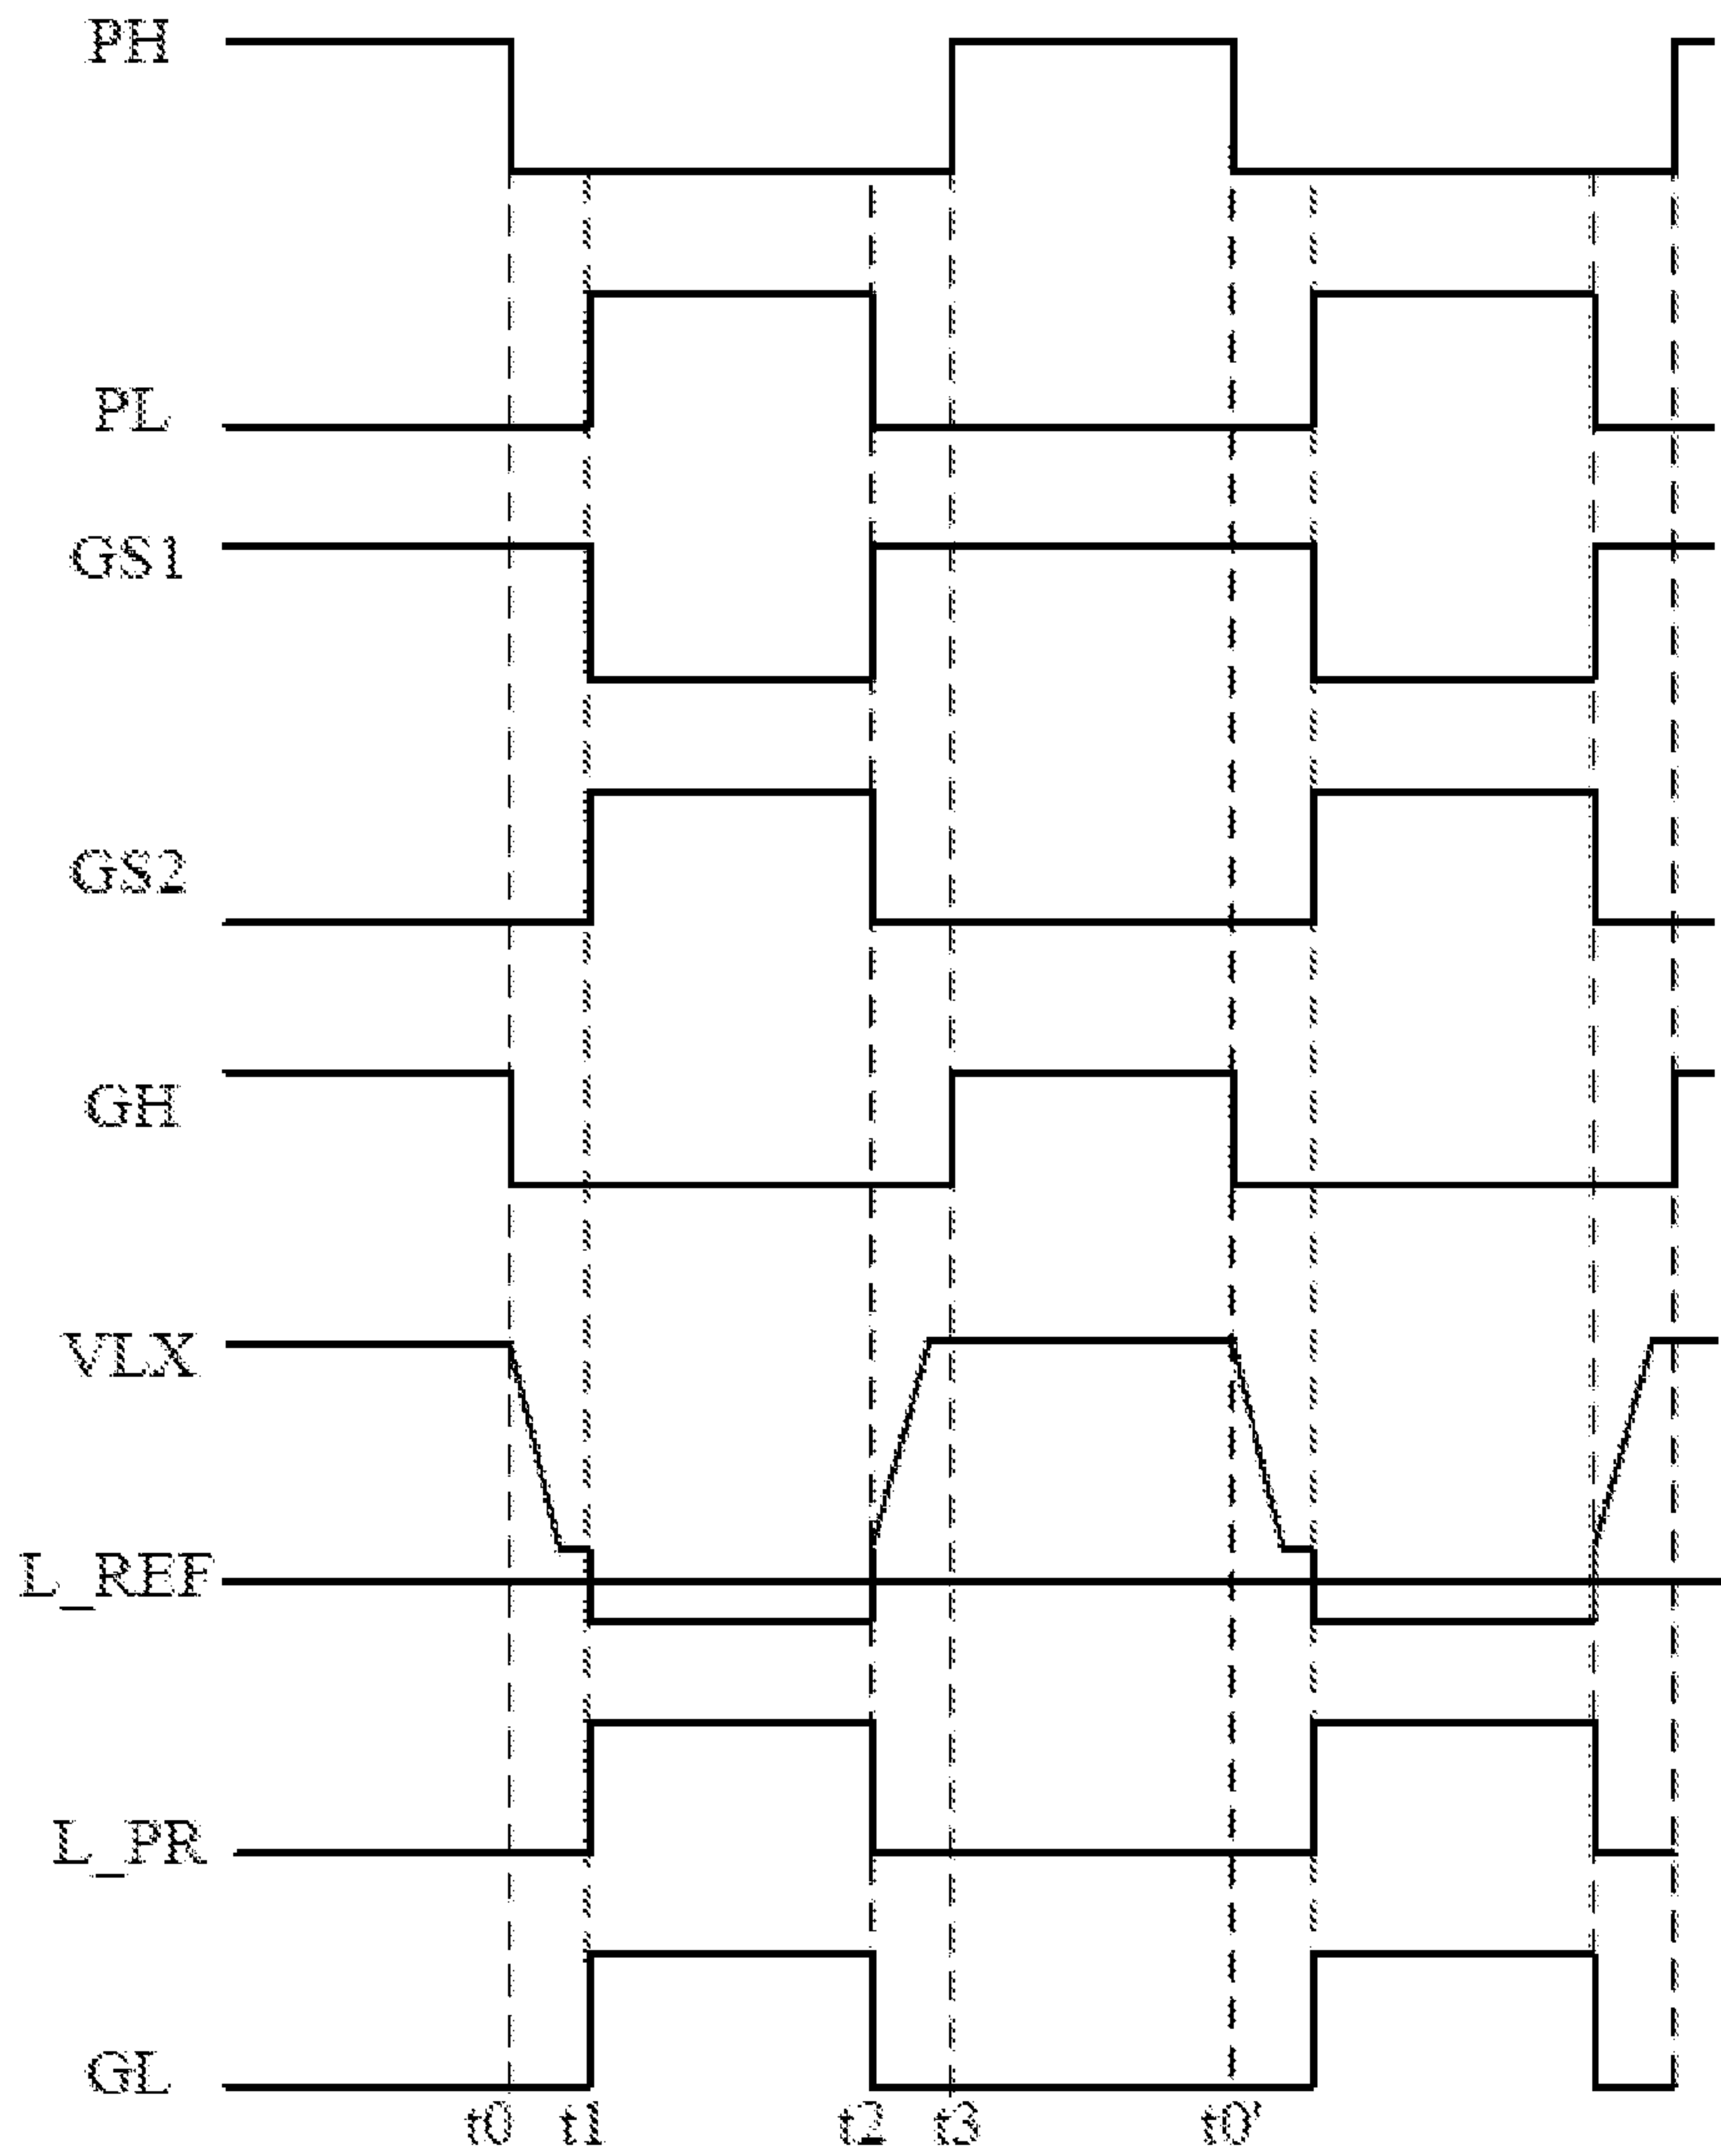 PH
PL
GS1
GS2
GH
VLX
L_REF
L_PR
GL
t0 t1 t2 t3 t0'